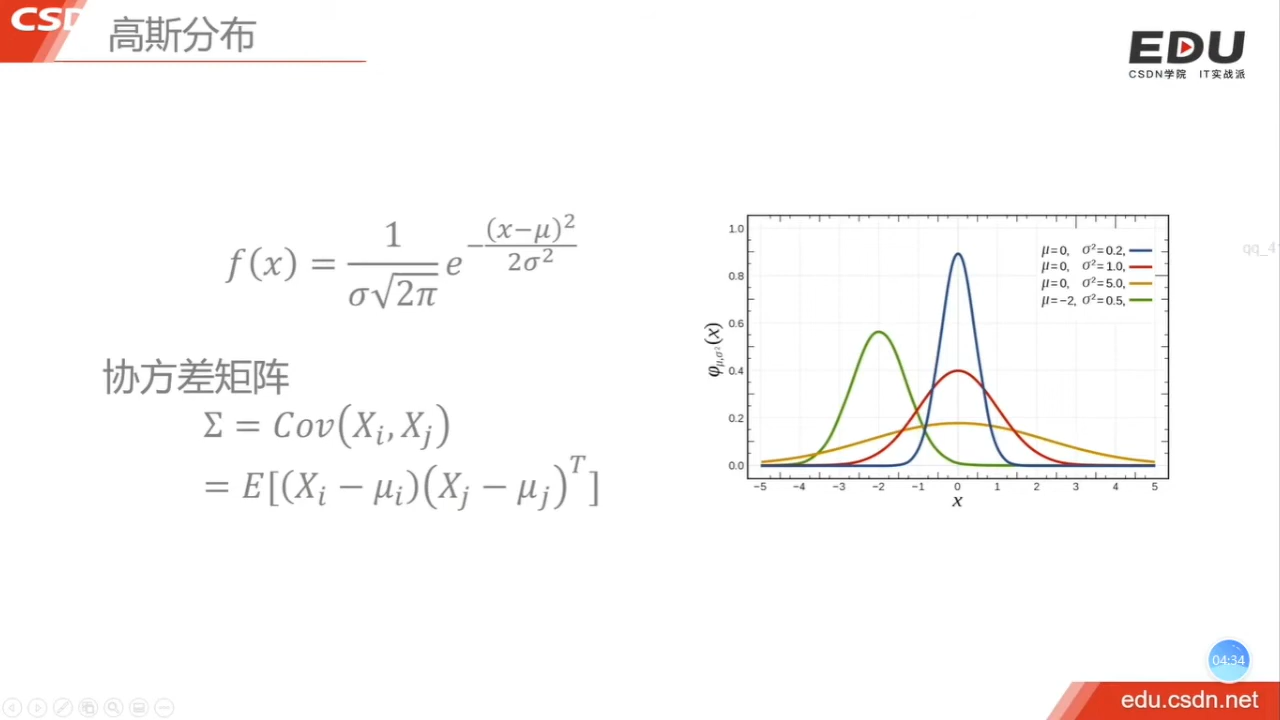 CSD
高斯分布
EDU
CSDN学院 IT实战派
f(x) = 1/(σ√2π) e^−(x−μ)²/2σ²
协方差矩阵
Σ = Cov(X_i, X_j)
= E[(X_i − μ_i)(X_j − μ_j)^T]
φμ,σ²(x)
1.0
0.8
0.6
0.4
0.2
0.0
μ=0, σ²=0.2,
μ=0, σ²=1.0,
μ=0, σ²=5.0,
μ=−2, σ²=0.5,
−5 −4 −3 −2 −1 0 1 2 3 4 5
x
qq_4
04:34
edu.csdn.net